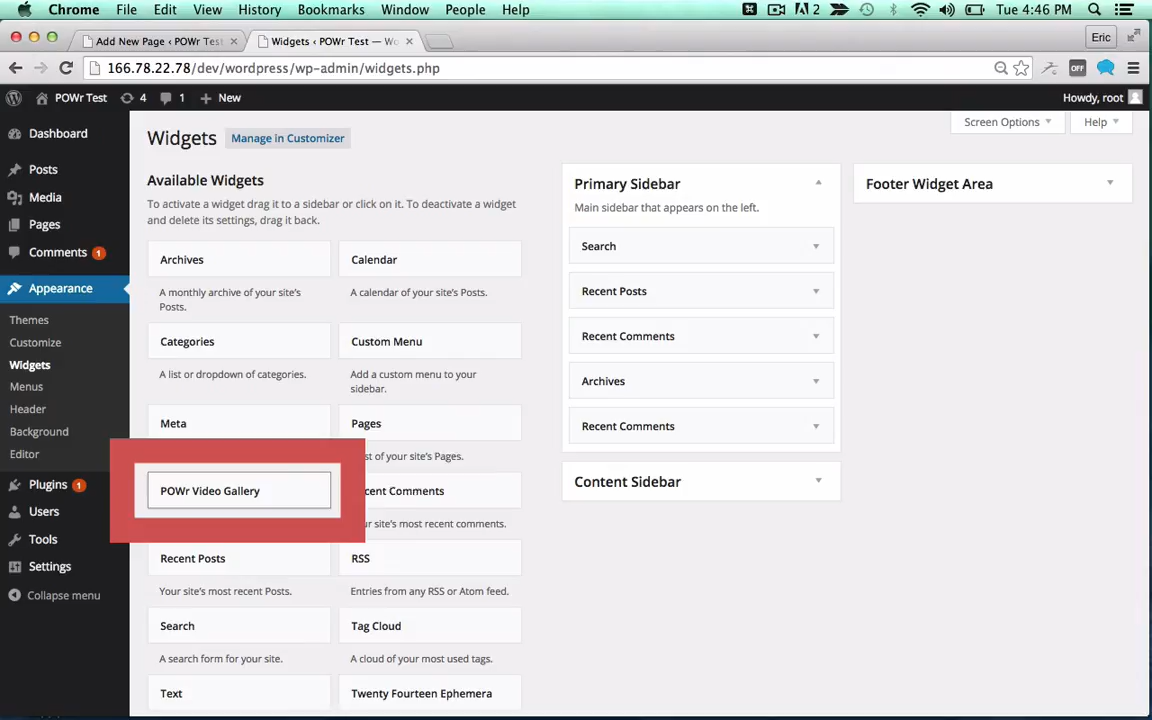 Chrome File Edit View History Bookmarks Window People Help
2 Tue 4:46 PM
Add New Page ‹ POWr Tes
Widgets ‹ POWr Test — Wo
Eric
166.78.22.78/dev/wordpress/wp-admin/widgets.php
OFF
POWr Test 4 1 New
Howdy, root
Dashboard
Posts
Media
Pages
Comments 1
Appearance
Themes
Customize
Widgets
Menus
Header
Background
Editor
Plugins 1
Users
Tools
Settings
Collapse menu
Screen Options
Help
Widgets
Manage in Customizer
Available Widgets
To activate a widget drag it to a sidebar or click on it. To deactivate a widget
and delete its settings, drag it back.
Archives
A monthly archive of your site's
Posts.
Calendar
A calendar of your site's Posts.
Categories
A list or dropdown of categories.
Custom Menu
Add a custom menu to your
sidebar.
Meta
Pages
st of your site's Pages.
POWr Video Gallery
cent Comments
ur site's most recent comments.
Recent Posts
Your site's most recent Posts.
RSS
Entries from any RSS or Atom feed.
Search
A search form for your site.
Tag Cloud
A cloud of your most used tags.
Text
Twenty Fourteen Ephemera
Primary Sidebar
Main sidebar that appears on the left.
Search
Recent Posts
Recent Comments
Archives
Recent Comments
Content Sidebar
Footer Widget Area